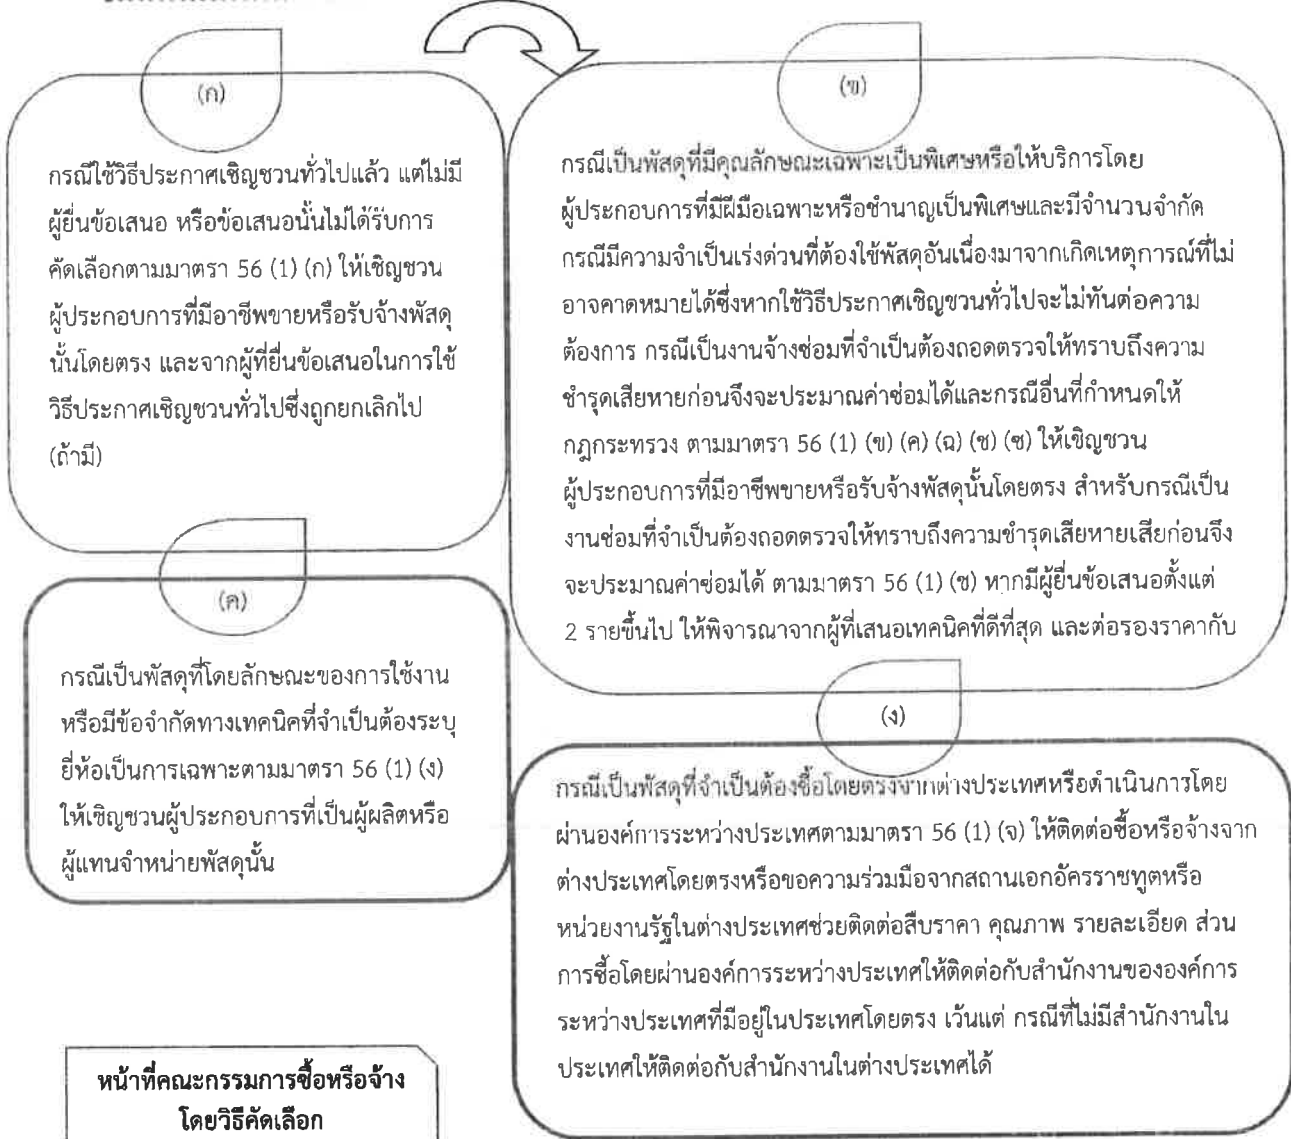 (ก)
กรณีใช้วิธีประกาศเชิญชวนทั่วไปแล้ว แต่ไม่มี
ผู้ยื่นข้อเสนอ หรือข้อเสนอนั้นไม่ได้รับการ
คัดเลือกตามมาตรา 56 (1) (ก) ให้เชิญชวน
ผู้ประกอบการที่มีอาชีพขายหรือรับจ้างพัสดุ
นั้นโดยตรง และจากผู้ที่ยื่นข้อเสนอในการใช้
วิธีประกาศเชิญชวนทั่วไปซึ่งถูกยกเลิกไป
(ถ้ามี)
(ข)
กรณีเป็นพัสดุที่มีคุณลักษณะเฉพาะเป็นพิเศษหรือให้บริการโดย
ผู้ประกอบการที่มีฝีมือเฉพาะหรือชำนาญเป็นพิเศษและมีจำนวนจำกัด
กรณีมีความจำเป็นเร่งด่วนที่ต้องใช้พัสดุอันเนื่องมาจากเกิดเหตุการณ์ที่ไม่
อาจคาดหมายได้ซึ่งหากใช้วิธีประกาศเชิญชวนทั่วไปจะไม่ทันต่อความ
ต้องการ กรณีเป็นงานจ้างซ่อมที่จำเป็นต้องถอดตรวจให้ทราบถึงความ
ชำรุดเสียหายก่อนจึงจะประมาณค่าซ่อมได้และกรณีอื่นที่กำหนดให้
กฎกระทรวง ตามมาตรา 56 (1) (ข) (ค) (ฉ) (ช) (ซ) ให้เชิญชวน
ผู้ประกอบการที่มีอาชีพขายหรือรับจ้างพัสดุนั้นโดยตรง สำหรับกรณีเป็น
งานซ่อมที่จำเป็นต้องถอดตรวจให้ทราบถึงความชำรุดเสียหายเสียก่อนจึง
จะประมาณค่าซ่อมได้ ตามมาตรา 56 (1) (ช) หากมีผู้ยื่นข้อเสนอตั้งแต่
2 รายขึ้นไป ให้พิจารณาจากผู้ที่เสนอเทคนิคที่ดีที่สุด และต่อรองราคากับ
(ค)
กรณีเป็นพัสดุที่โดยลักษณะของการใช้งาน
หรือมีข้อจำกัดทางเทคนิคที่จำเป็นต้องระบุ
ยี่ห้อเป็นการเฉพาะตามมาตรา 56 (1) (ง)
ให้เชิญชวนผู้ประกอบการที่เป็นผู้ผลิตหรือ
ผู้แทนจำหน่ายพัสดุนั้น
(ง)
กรณีเป็นพัสดุที่จำเป็นต้องซื้อโดยตรงจากต่างประเทศหรือดำเนินการโดย
ผ่านองค์การระหว่างประเทศตามมาตรา 56 (1) (จ) ให้ติดต่อซื้อหรือจ้างจาก
ต่างประเทศโดยตรงหรือขอความร่วมมือจากสถานเอกอัครราชทูตหรือ
หน่วยงานรัฐในต่างประเทศช่วยติดต่อสืบราคา คุณภาพ รายละเอียด ส่วน
การซื้อโดยผ่านองค์การระหว่างประเทศให้ติดต่อกับสำนักงานขององค์การ
ระหว่างประเทศที่มีอยู่ในประเทศโดยตรง เว้นแต่ กรณีที่ไม่มีสำนักงานใน
ประเทศให้ติดต่อกับสำนักงานในต่างประเทศได้
หน้าที่คณะกรรมการซื้อหรือจ้าง
โดยวิธีคัดเลือก